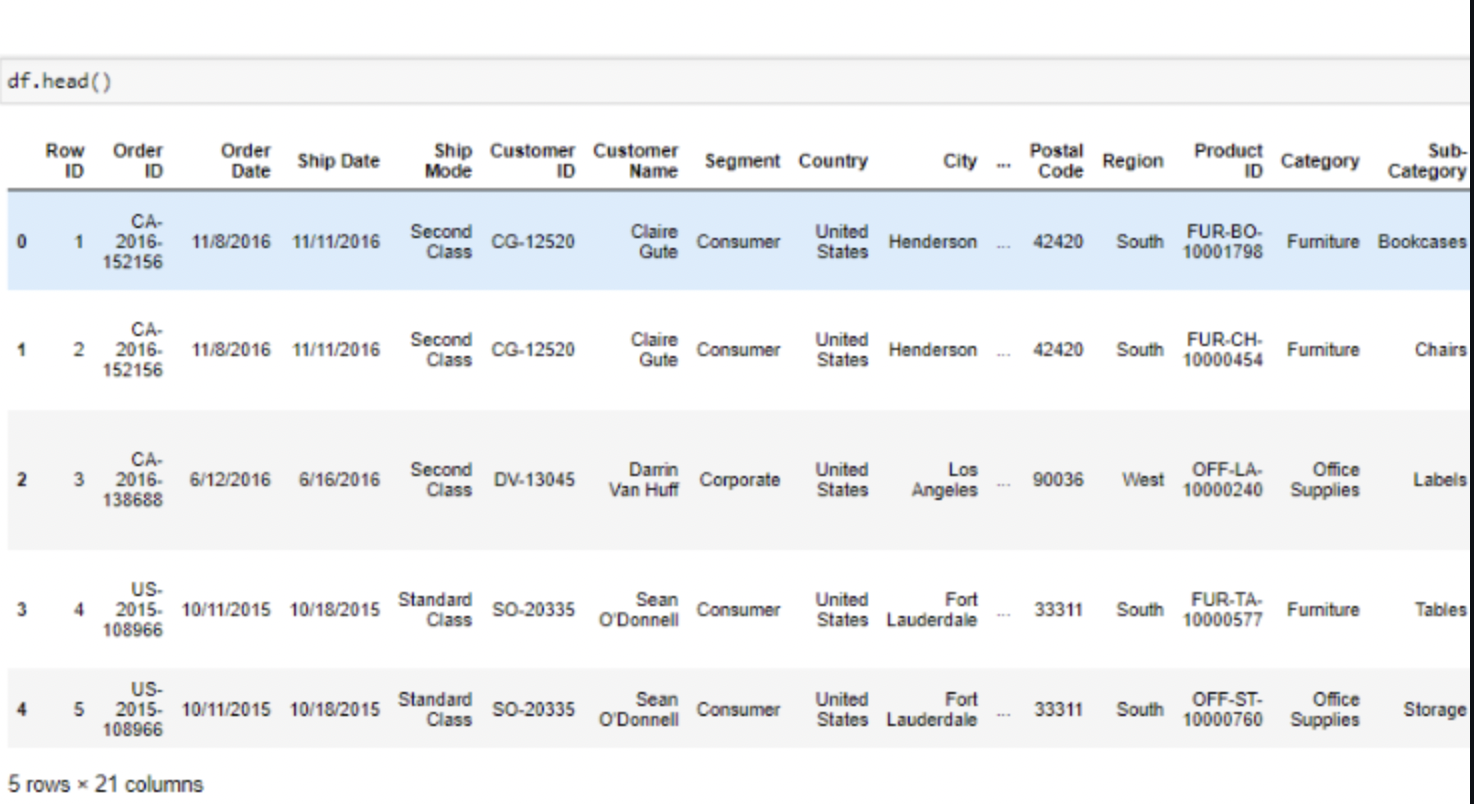 df.head()
Row ID Order ID Order Date Ship Date Ship Mode Customer ID Customer Name Segment Country City ... Postal Code Region Product ID Category Sub-Category
0 1 CA-2016-152156 11/8/2016 11/11/2016 Second Class CG-12520 Claire Gute Consumer United States Henderson ... 42420 South FUR-BO-10001798 Furniture Bookcases
1 2 CA-2016-152156 11/8/2016 11/11/2016 Second Class CG-12520 Claire Gute Consumer United States Henderson ... 42420 South FUR-CH-10000454 Furniture Chairs
2 3 CA-2016-138688 6/12/2016 6/16/2016 Second Class DV-13045 Darrin Van Huff Corporate United States Los Angeles ... 90036 West OFF-LA-10000240 Office Supplies Labels
3 4 US-2015-108966 10/11/2015 10/18/2015 Standard Class SO-20335 Sean O'Donnell Consumer United States Fort Lauderdale ... 33311 South FUR-TA-10000577 Furniture Tables
4 5 US-2015-108966 10/11/2015 10/18/2015 Standard Class SO-20335 Sean O'Donnell Consumer United States Fort Lauderdale ... 33311 South OFF-ST-10000760 Office Supplies Storage
5 rows × 21 columns